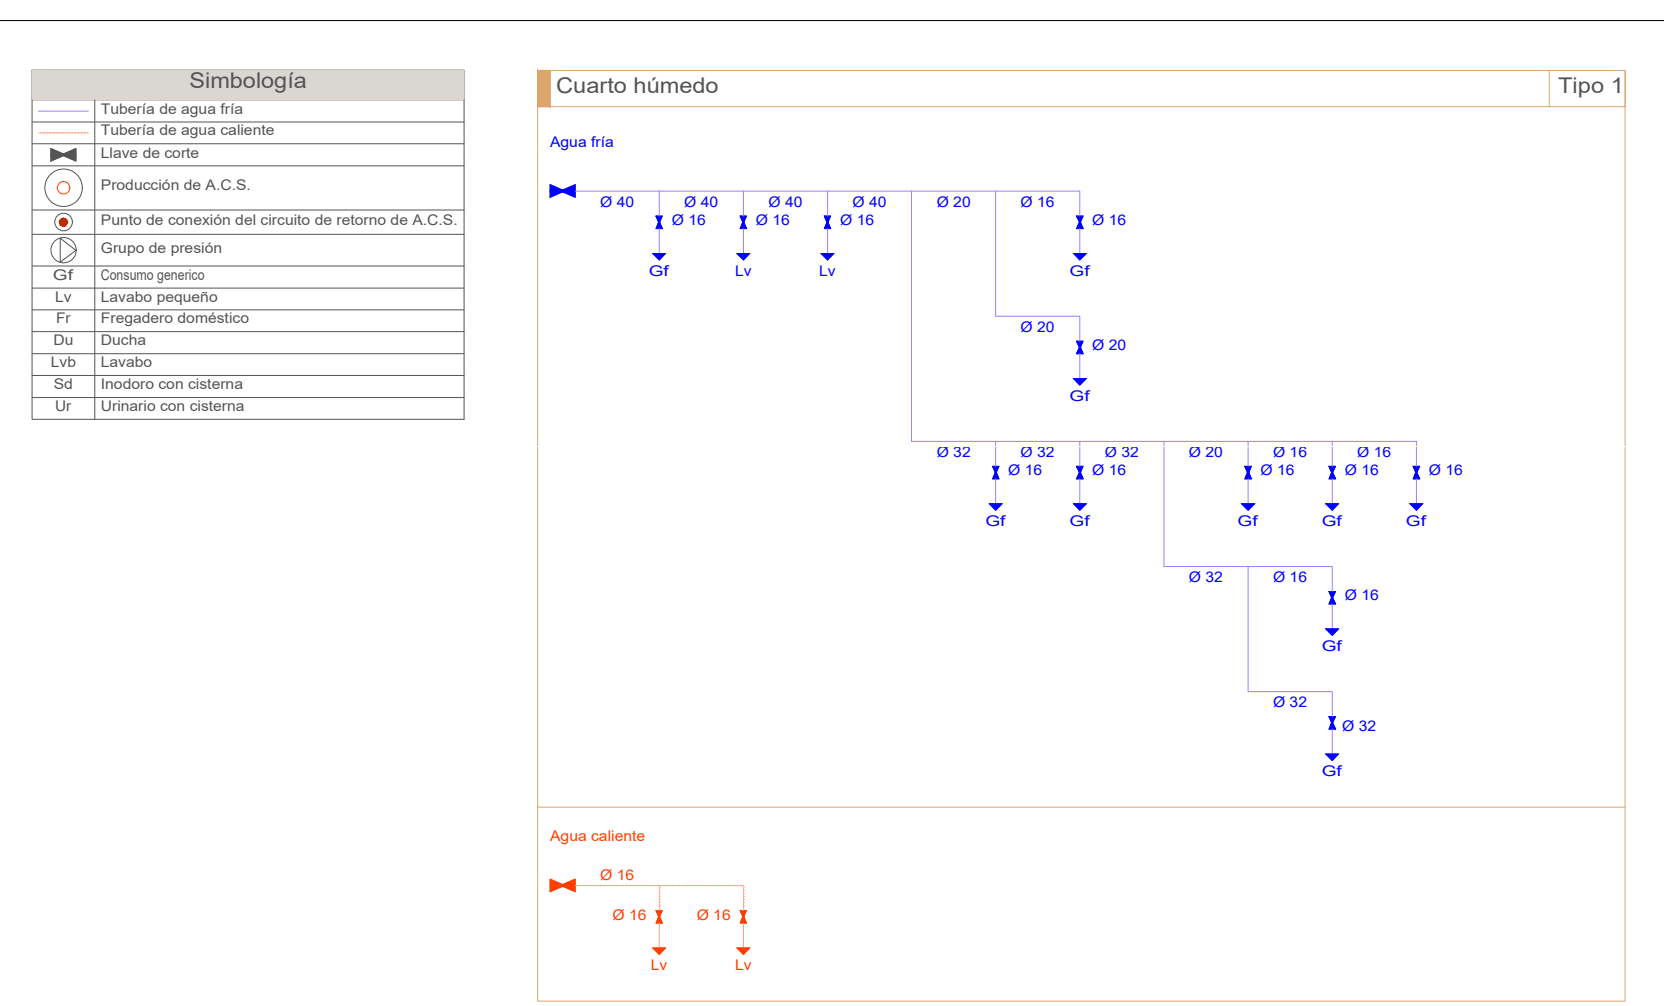 Simbología
Tubería de agua fría
Tubería de agua caliente
Llave de corte
Producción de A.C.S.
Punto de conexión del circuito de retorno de A.C.S.
Grupo de presión
Gf Consumo generico
Lv Lavabo pequeño
Fr Fregadero doméstico
Du Ducha
Lvb Lavabo
Sd Inodoro con cisterna
Ur Urinario con cisterna
Cuarto húmedo Tipo 1
Agua fría
Ø 40 Ø 40 Ø 40 Ø 40 Ø 20 Ø 16
Ø 16 Ø 16 Ø 16 Ø 16
Gf Lv Lv Gf
Ø 20
Ø 20
Gf
Ø 32 Ø 32 Ø 32 Ø 20 Ø 16 Ø 16
Ø 16 Ø 16 Ø 16 Ø 16 Ø 16
Gf Gf Gf Gf Gf
Ø 32 Ø 16
Ø 16
Gf
Ø 32
Ø 32
Gf
Agua caliente
Ø 16
Ø 16 Ø 16
Lv Lv